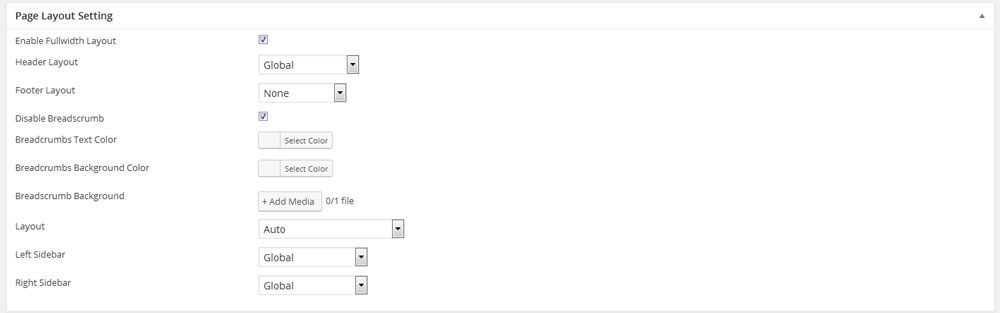 Page Layout Setting
Enable Fullwidth Layout
Header Layout Global
Footer Layout None
Disable Breadscrumb
Breadcrumbs Text Color Select Color
Breadcrumbs Background Color Select Color
Breadscrumb Background + Add Media 0/1 file
Layout Auto
Left Sidebar Global
Right Sidebar Global